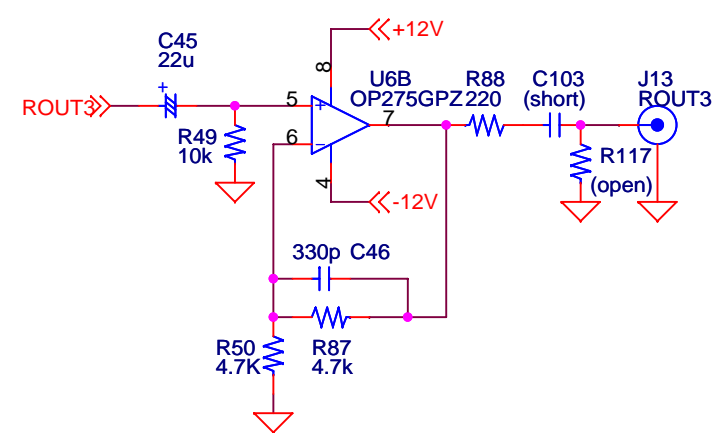 +12V
C45
22u
8
U6B
OP275GPZ
R88
220
C103
(short)
J13
ROUT3
ROUT3
+
5
+
7
R49
10k
6
-
R117
(open)
4
-12V
330p C46
R50
4.7K
R87
4.7k